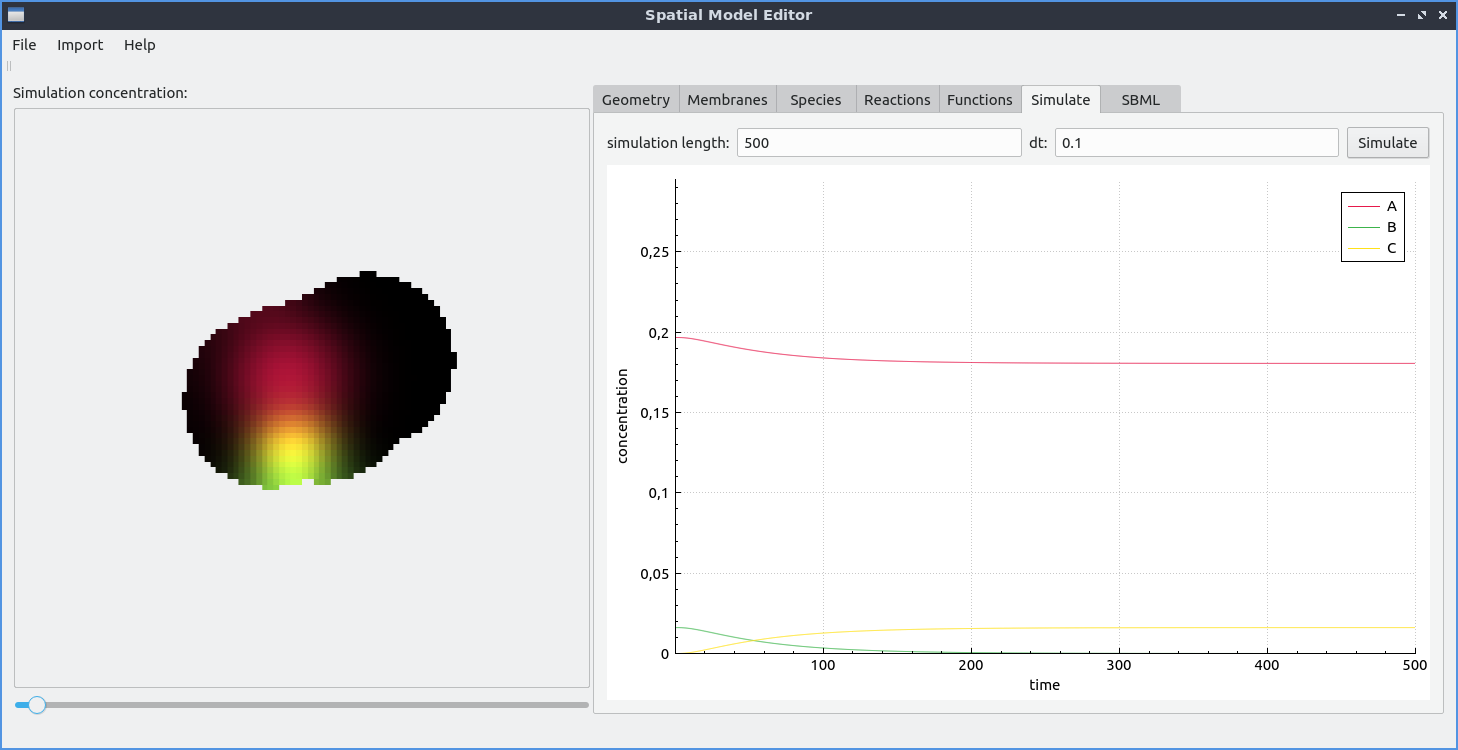 Spatial Model Editor
File Import Help
Simulation concentration:
Geometry Membranes Species Reactions Functions Simulate SBML
simulation length: 500 dt: 0.1 Simulate
A
B
C
0,25
0,2
0,15
0,1
0,05
0
concentration
100 200 300 400 500
time